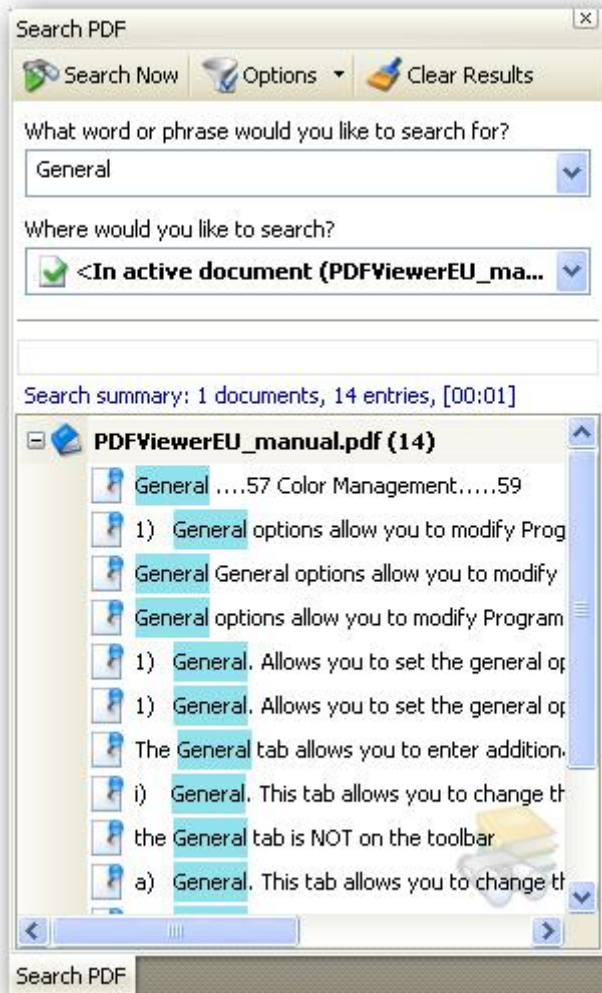 Search PDF
Search Now Options Clear Results
What word or phrase would you like to search for?
General
Where would you like to search?
<In active document (PDFViewerEU_ma...
Search summary: 1 documents, 14 entries, [00:01]
PDFViewerEU_manual.pdf (14)
General ....57 Color Management.....59
1) General options allow you to modify Prog
General General options allow you to modify
General options allow you to modify Program
1) General. Allows you to set the general op
1) General. Allows you to set the general op
The General tab allows you to enter addition
i) General. This tab allows you to change th
the General tab is NOT on the toolbar
a) General. This tab allows you to change th
Search PDF